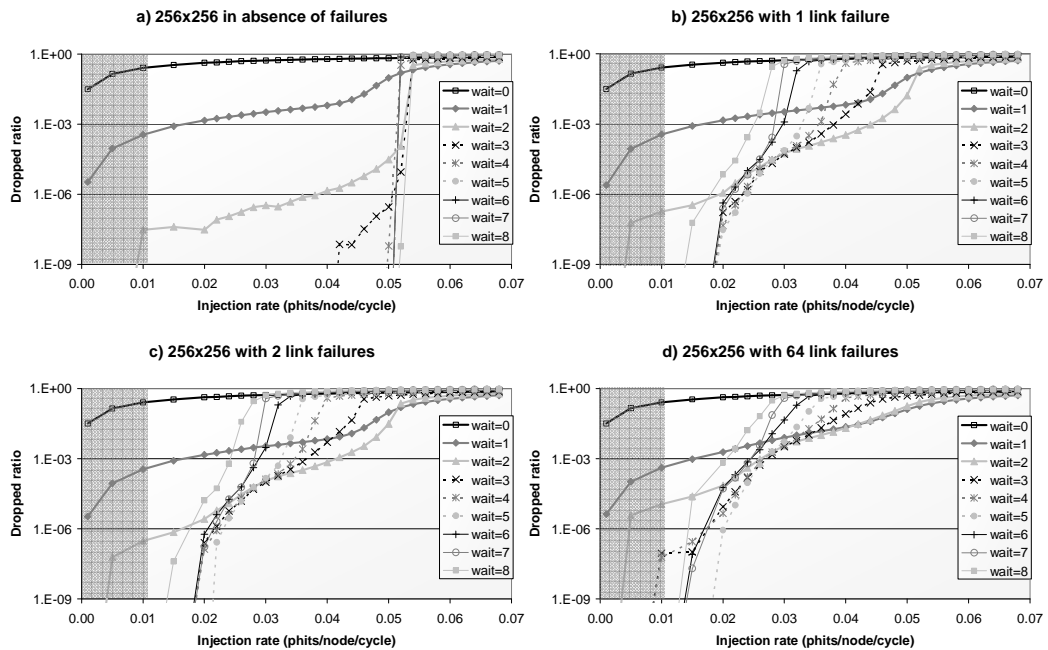 a) 256x256 in absence of failures
Dropped ratio
1.E+00
1.E-03
1.E-06
1.E-09
0.00 0.01 0.02 0.03 0.04 0.05 0.06 0.07
Injection rate (phits/node/cycle)
wait=0
wait=1
wait=2
wait=3
wait=4
wait=5
wait=6
wait=7
wait=8
b) 256x256 with 1 link failure
Dropped ratio
1.E+00
1.E-03
1.E-06
1.E-09
0.00 0.01 0.02 0.03 0.04 0.05 0.06 0.07
Injection rate (phits/node/cycle)
wait=0
wait=1
wait=2
wait=3
wait=4
wait=5
wait=6
wait=7
wait=8
c) 256x256 with 2 link failures
Dropped ratio
1.E+00
1.E-03
1.E-06
1.E-09
0.00 0.01 0.02 0.03 0.04 0.05 0.06 0.07
Injection rate (phits/node/cycle)
wait=0
wait=1
wait=2
wait=3
wait=4
wait=5
wait=6
wait=7
wait=8
d) 256x256 with 64 link failures
Dropped ratio
1.E+00
1.E-03
1.E-06
1.E-09
0.00 0.01 0.02 0.03 0.04 0.05 0.06 0.07
Injection rate (phits/node/cycle)
wait=0
wait=1
wait=2
wait=3
wait=4
wait=5
wait=6
wait=7
wait=8